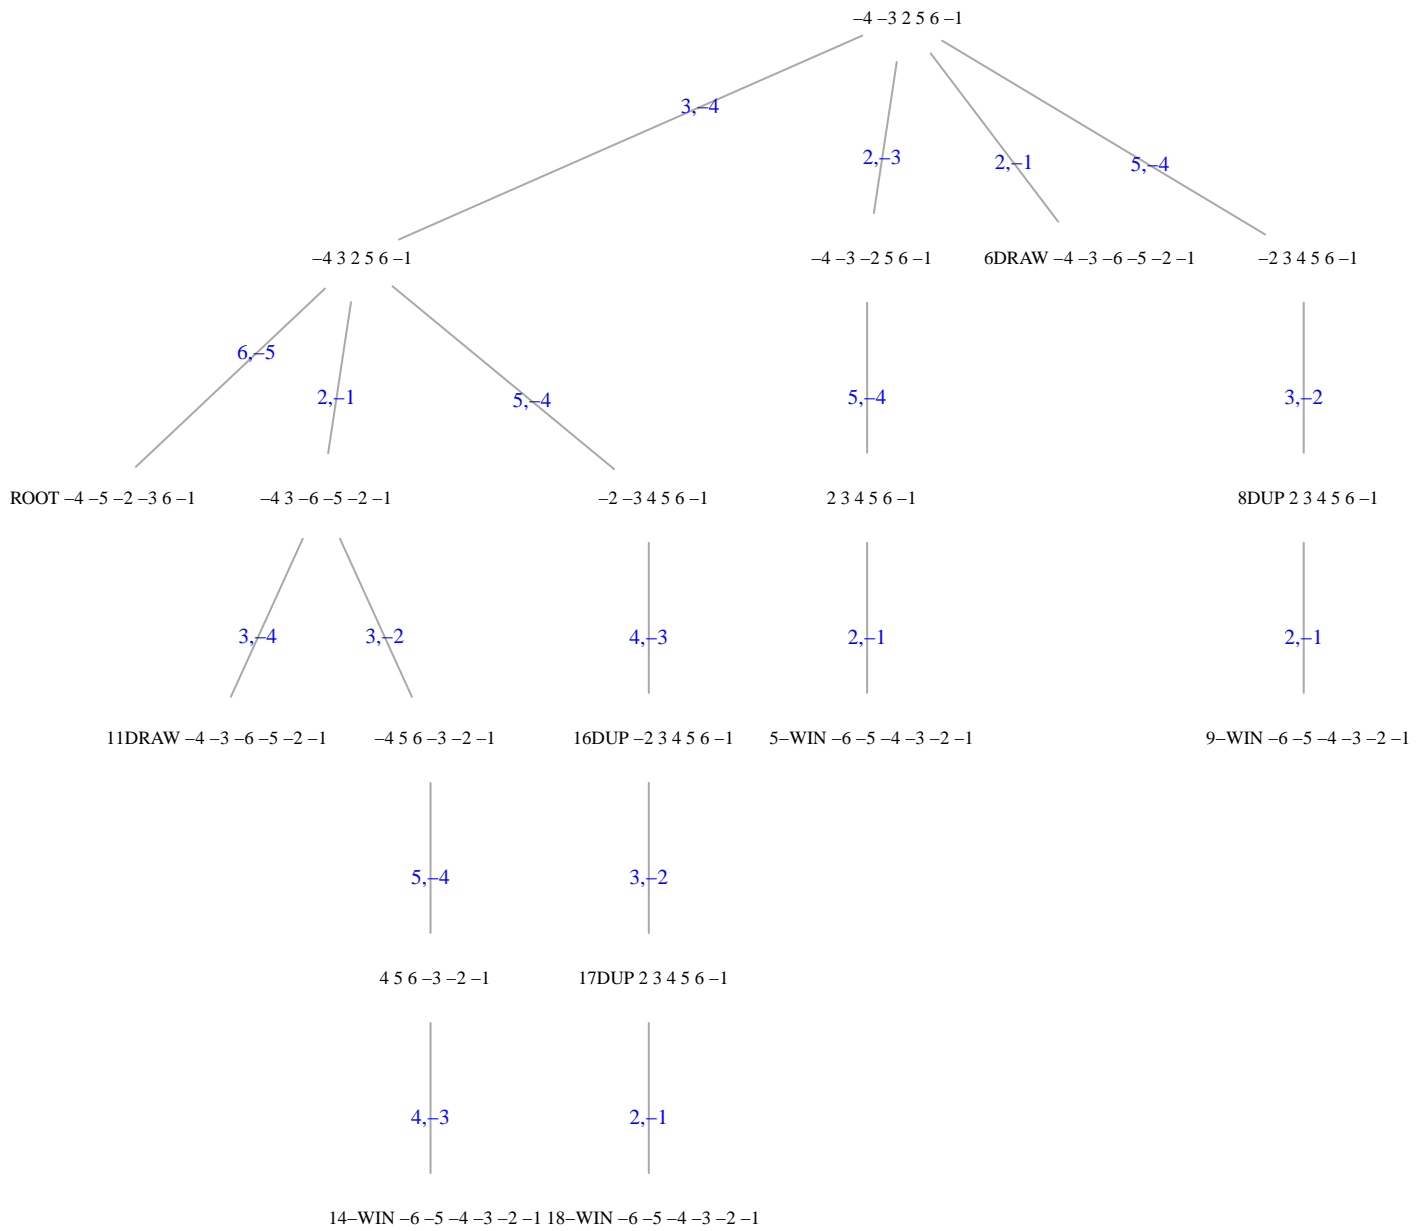 –4 –3 2 5 6 –1
3,–4
2,–3
2,–1
5,–4
–4 3 2 5 6 –1
–4 –3 –2 5 6 –1
6DRAW –4 –3 –6 –5 –2 –1
–2 3 4 5 6 –1
6,–5
2,–1
5,–4
5,–4
3,–2
ROOT –4 –5 –2 –3 6 –1
–4 3 –6 –5 –2 –1
–2 –3 4 5 6 –1
2 3 4 5 6 –1
8DUP 2 3 4 5 6 –1
3,–4
3,–2
4,–3
2,–1
2,–1
11DRAW –4 –3 –6 –5 –2 –1
–4 5 6 –3 –2 –1
16DUP –2 3 4 5 6 –1
5–WIN –6 –5 –4 –3 –2 –1
9–WIN –6 –5 –4 –3 –2 –1
5,–4
3,–2
4 5 6 –3 –2 –1
17DUP 2 3 4 5 6 –1
4,–3
2,–1
14–WIN –6 –5 –4 –3 –2 –1
18–WIN –6 –5 –4 –3 –2 –1